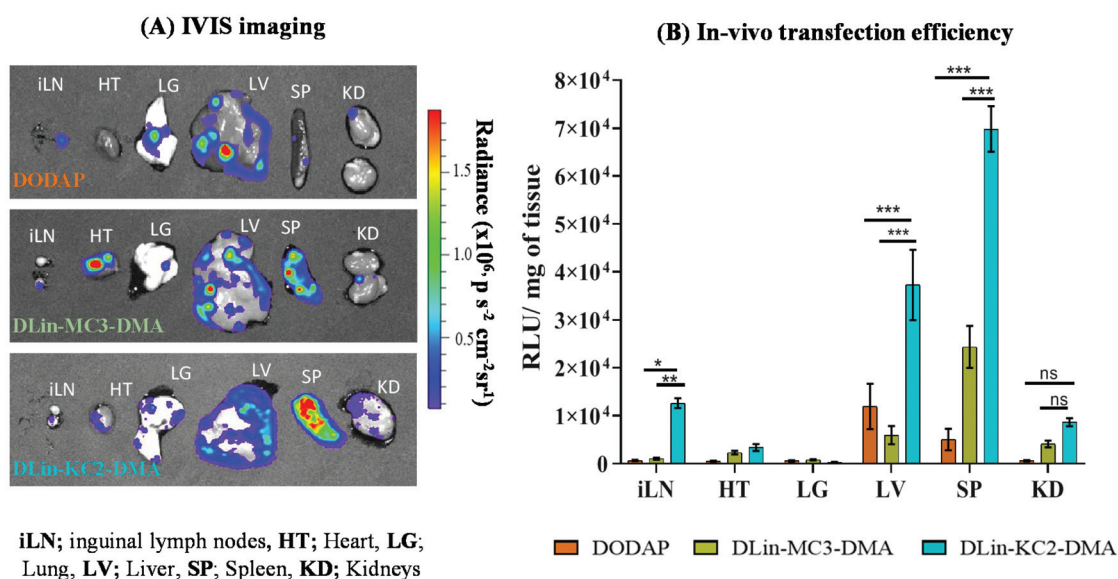 (A) IVIS imaging
iLN HT LG LV SP KD
DODAP
iLN HT LG LV SP KD
DLin-MC3-DMA
iLN HT LG LV SP KD
DLin-KC2-DMA
1.5
1.0
0.5
Radiance (x10⁶, p s⁻² cm⁻²sr⁻¹)
iLN; inguinal lymph nodes, HT; Heart, LG;
Lung, LV; Liver, SP; Spleen, KD; Kidneys
(B) In-vivo transfection efficiency
RLU/ mg of tissue
8×10⁴
7×10⁴
6×10⁴
5×10⁴
4×10⁴
3×10⁴
2×10⁴
1×10⁴
0
* ** *** *** *** *** ns ns
iLN HT LG LV SP KD
DODAP DLin-MC3-DMA DLin-KC2-DMA